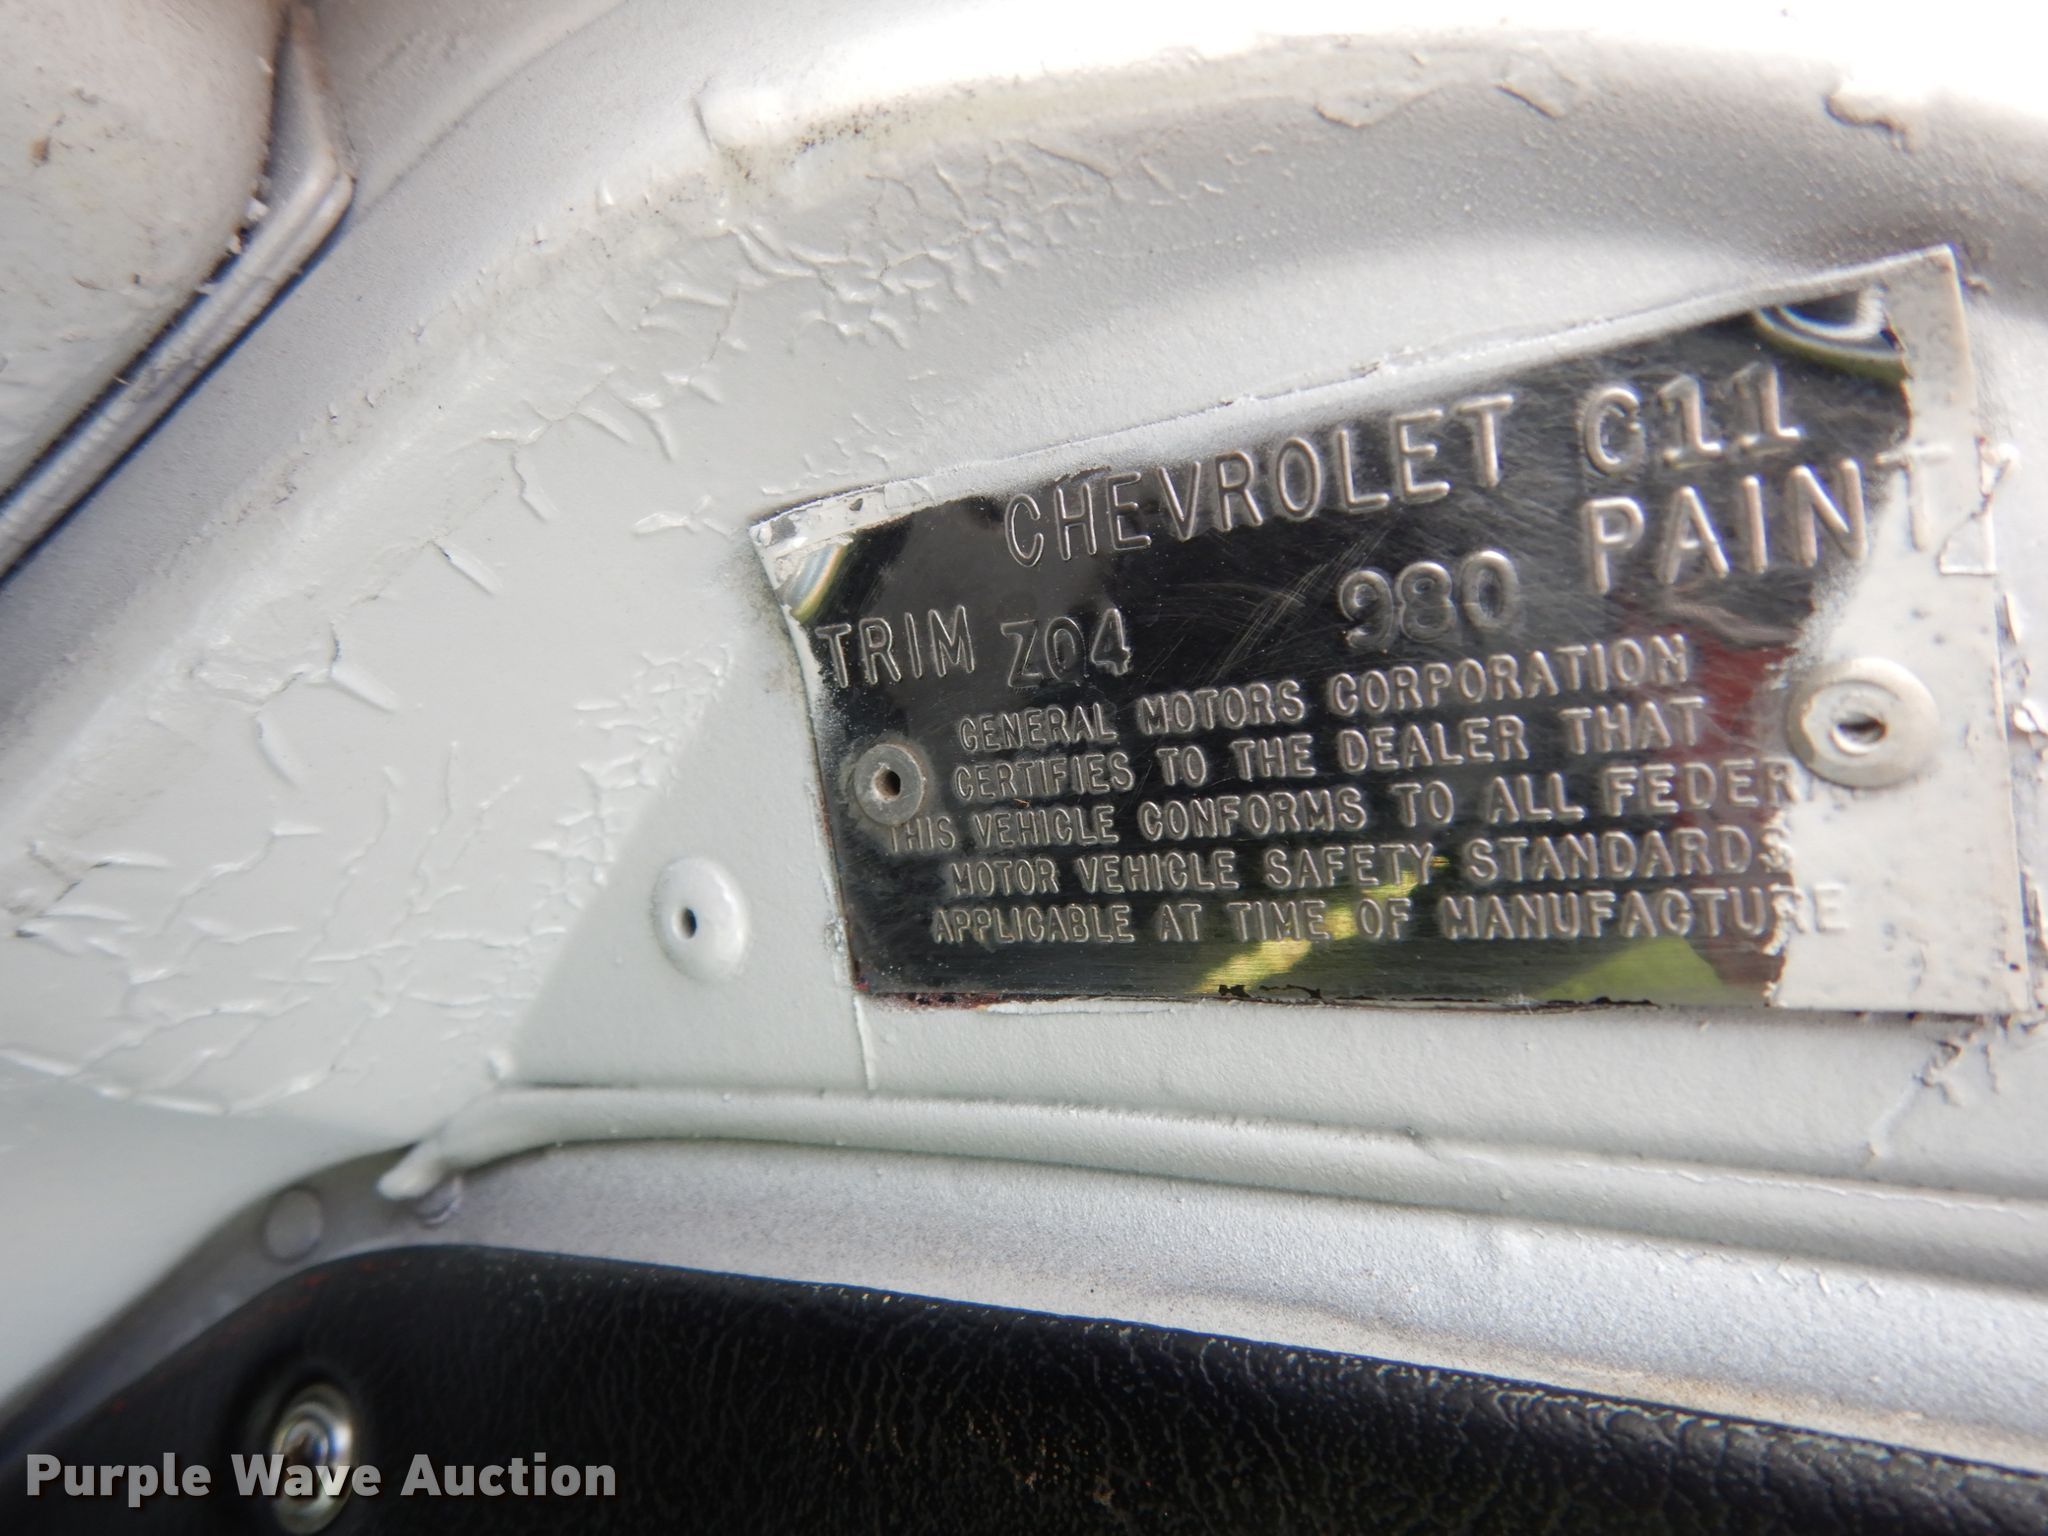 CHEVROLET C11
TRIM Z04 980 PAINT
GENERAL MOTORS CORPORATION
CERTIFIES TO THE DEALER THAT
THIS VEHICLE CONFORMS TO ALL FEDER
MOTOR VEHICLE SAFETY STANDARDS
APPLICABLE AT TIME OF MANUFACTURE
Purple Wave Auction